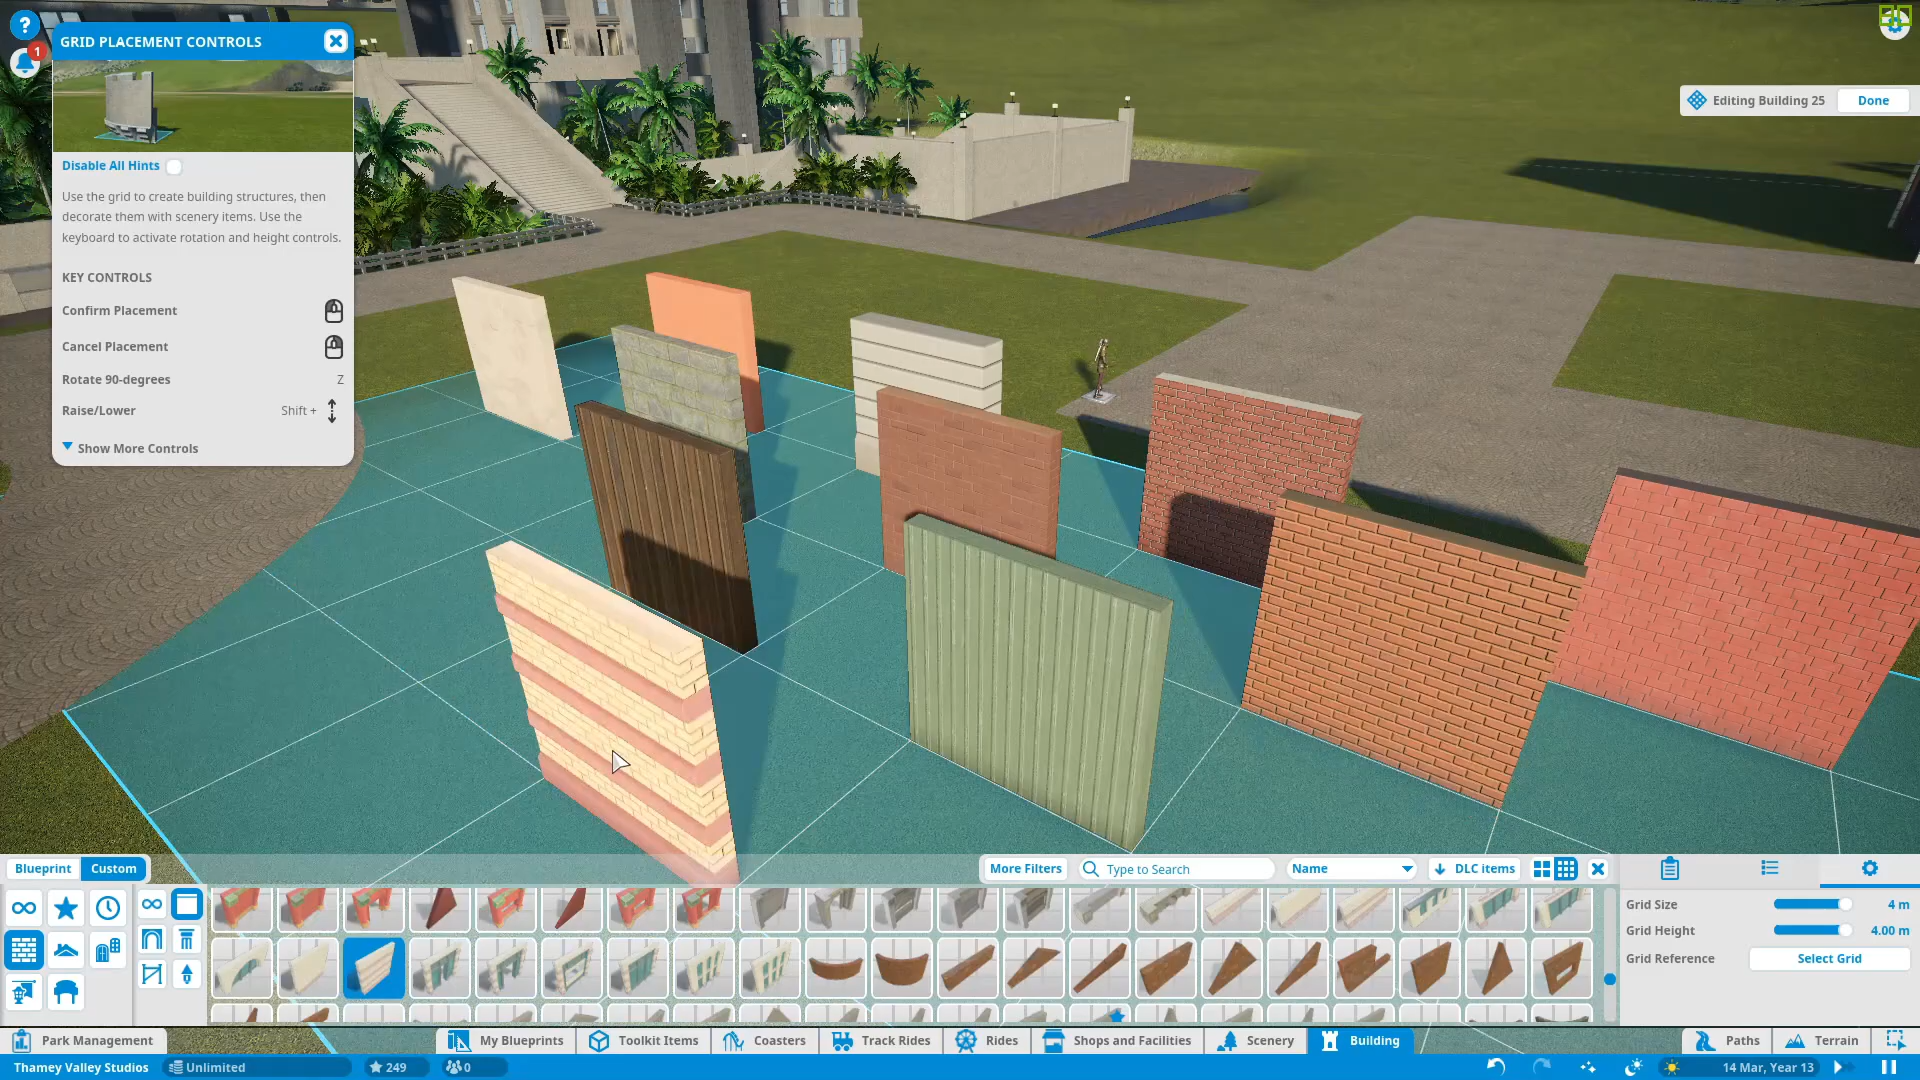 ?
1
GRID PLACEMENT CONTROLS
Disable All Hints
Use the grid to create building structures, then
decorate them with scenery items. Use the
keyboard to activate rotation and height controls.
KEY CONTROLS
Confirm Placement
Cancel Placement
Rotate 90-degrees Z
Raise/Lower Shift +
Show More Controls
Editing Building 25 Done
Blueprint Custom
More Filters Type to Search Name DLC items
Grid Size 4 m
Grid Height 4.00 m
Grid Reference Select Grid
Park Management My Blueprints Toolkit Items Coasters Track Rides Rides Shops and Facilities Scenery Building Paths Terrain
Thamey Valley Studios Unlimited 249 0 14 Mar, Year 13